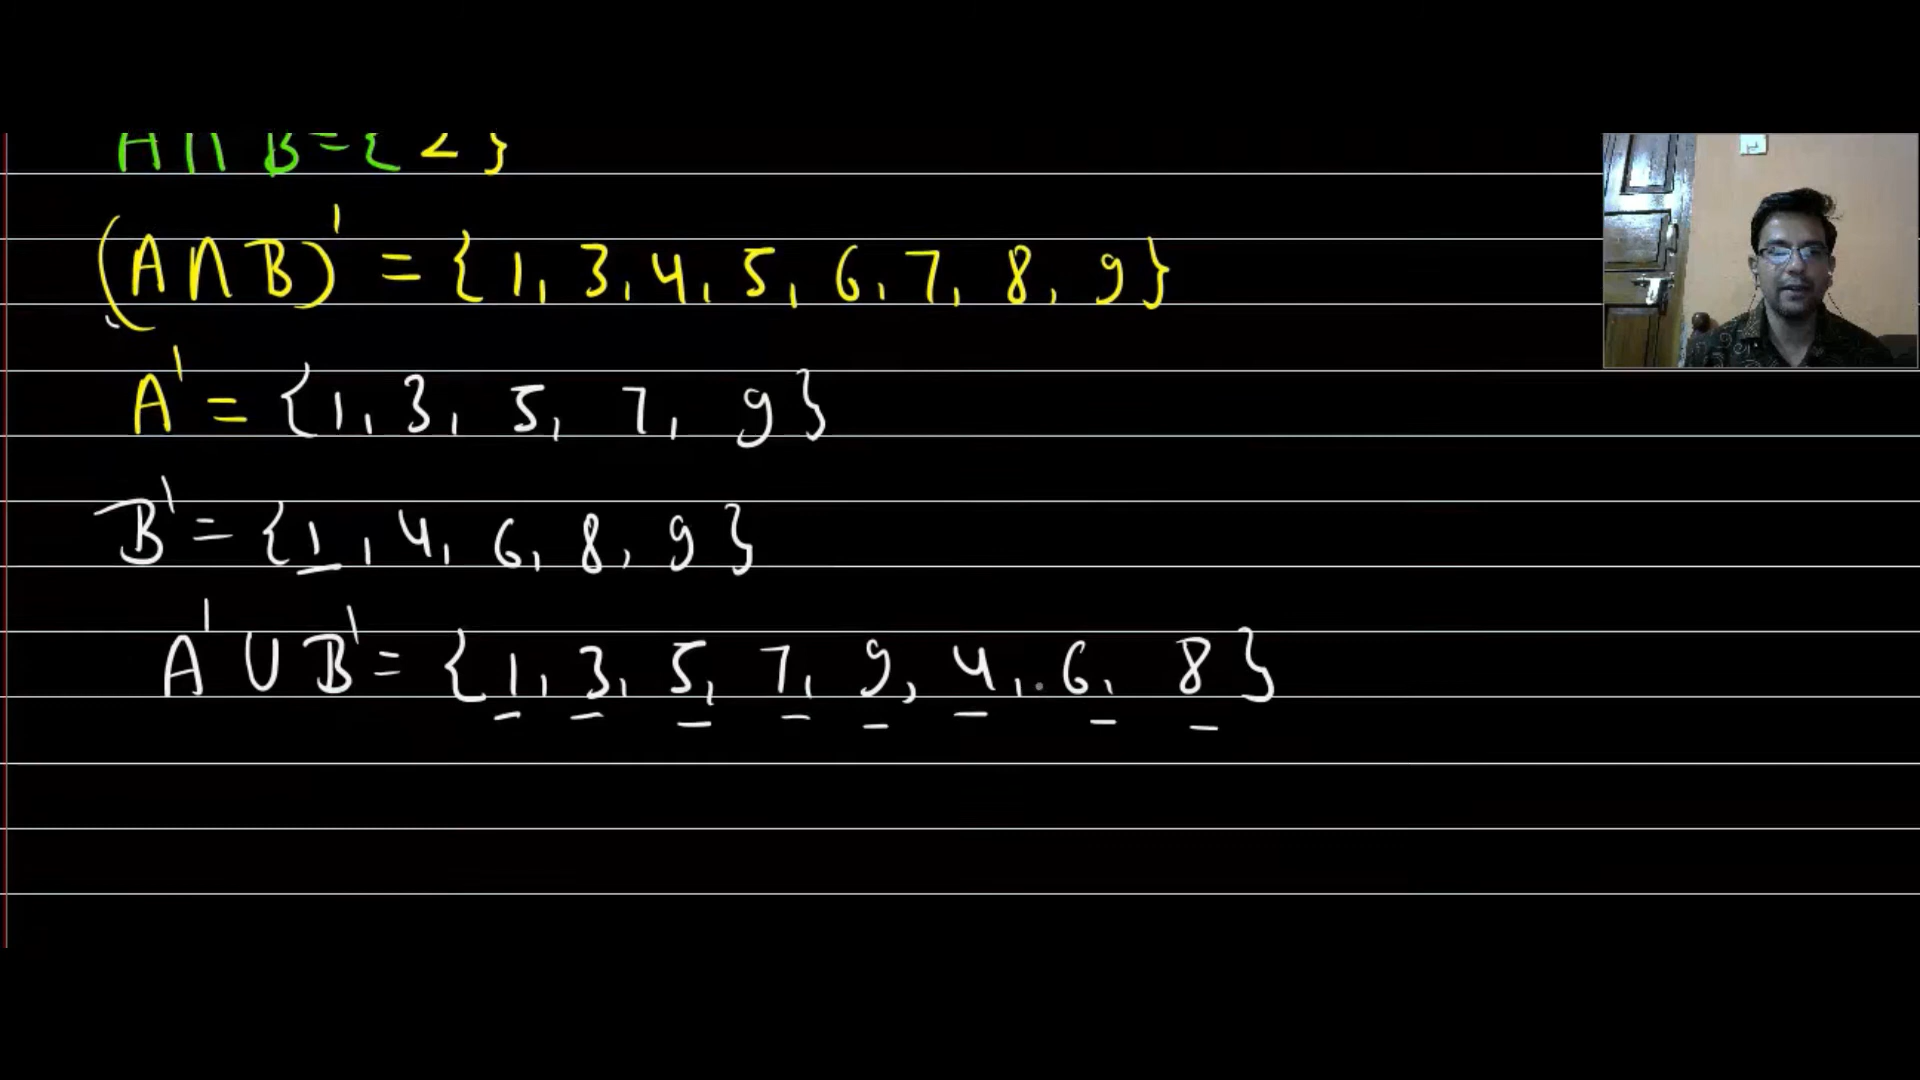 A ∩ B = { 2 }
(A ∩ B)' = { 1, 3, 4, 5, 6, 7, 8, 9 }
A' = { 1, 3, 5, 7, 9 }
B' = { 1, 4, 6, 8, 9 }
A' ∪ B' = { 1, 3, 5, 7, 9, 4, 6, 8 }